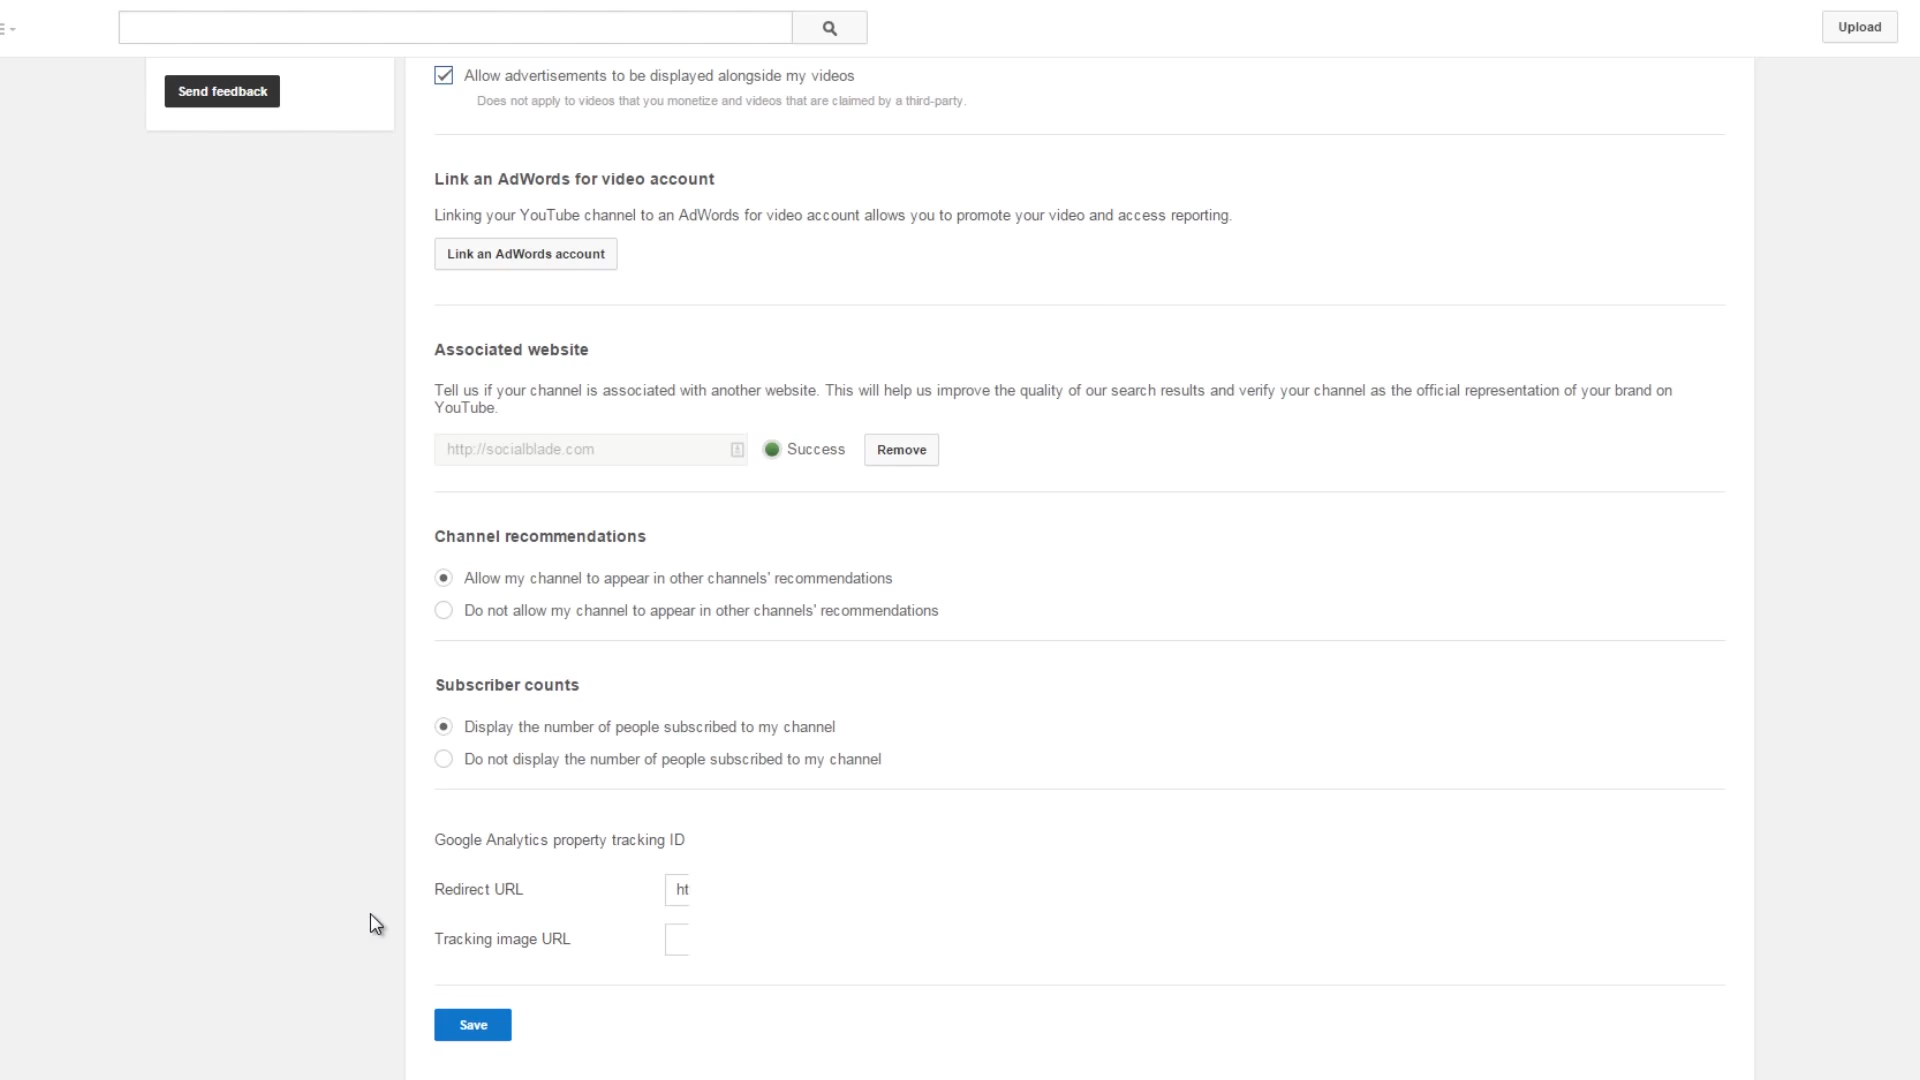 Upload
Send feedback
Allow advertisements to be displayed alongside my videos
Does not apply to videos that you monetize and videos that are claimed by a third-party.
Link an AdWords for video account
Linking your YouTube channel to an AdWords for video account allows you to promote your video and access reporting.
Link an AdWords account
Associated website
Tell us if your channel is associated with another website. This will help us improve the quality of our search results and verify your channel as the official representation of your brand on
YouTube.
http://socialblade.com Success Remove
Channel recommendations
Allow my channel to appear in other channels' recommendations
Do not allow my channel to appear in other channels' recommendations
Subscriber counts
Display the number of people subscribed to my channel
Do not display the number of people subscribed to my channel
Google Analytics property tracking ID
Redirect URL ht
Tracking image URL
Save